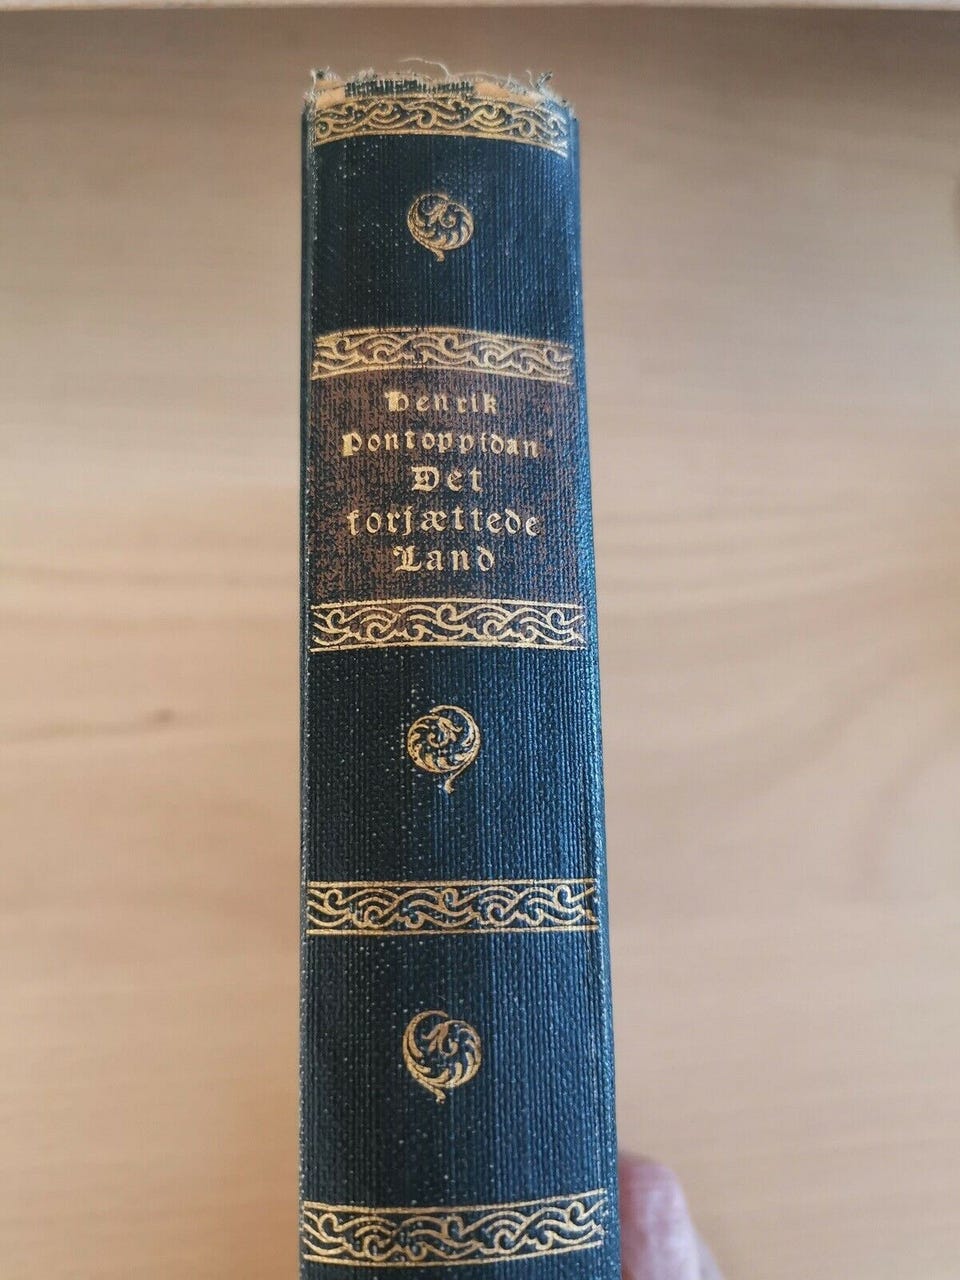 Henrik
Pontoppidan
Det
forjættede
Land